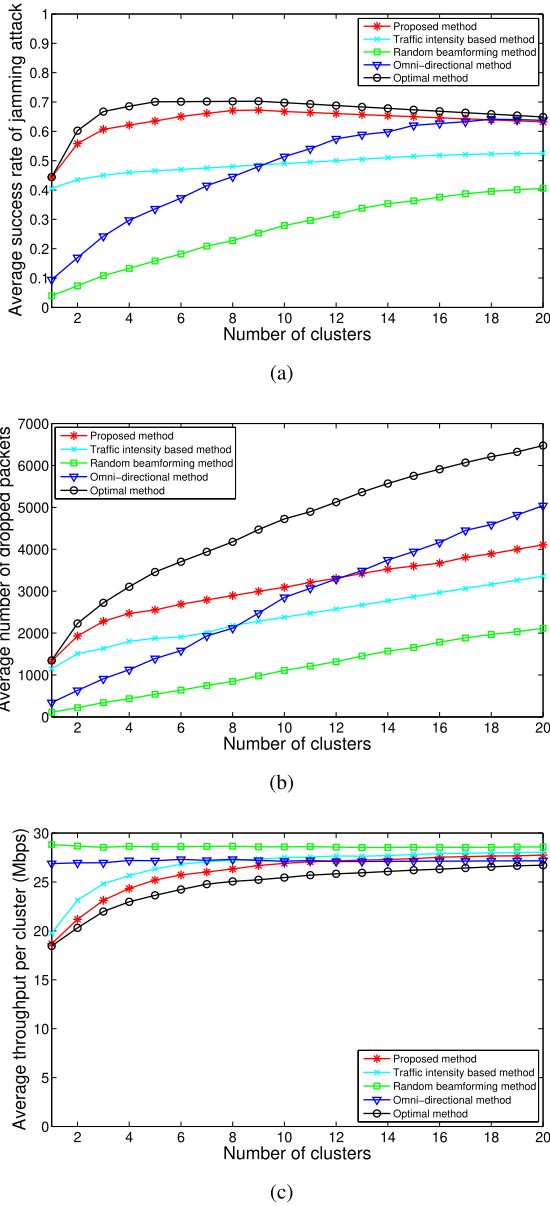 Average success rate of jamming attack
1
0.9
0.8
0.7
0.6
0.5
0.4
0.3
0.2
0.1
0
Proposed method
Traffic intensity based method
Random beamforming method
Omni−directional method
Optimal method
2 4 6 8 10 12 14 16 18 20
Number of clusters
(a)
Average number of dropped packets
7000
6000
5000
4000
3000
2000
1000
0
Proposed method
Traffic intensity based method
Random beamforming method
Omni−directional method
Optimal method
2 4 6 8 10 12 14 16 18 20
Number of clusters
(b)
Average throughput per cluster (Mbps)
30
25
20
15
10
5
0
Proposed method
Traffic intensity based method
Random beamforming method
Omni−directional method
Optimal method
2 4 6 8 10 12 14 16 18 20
Number of clusters
(c)